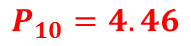 P₁₀ = 4.46